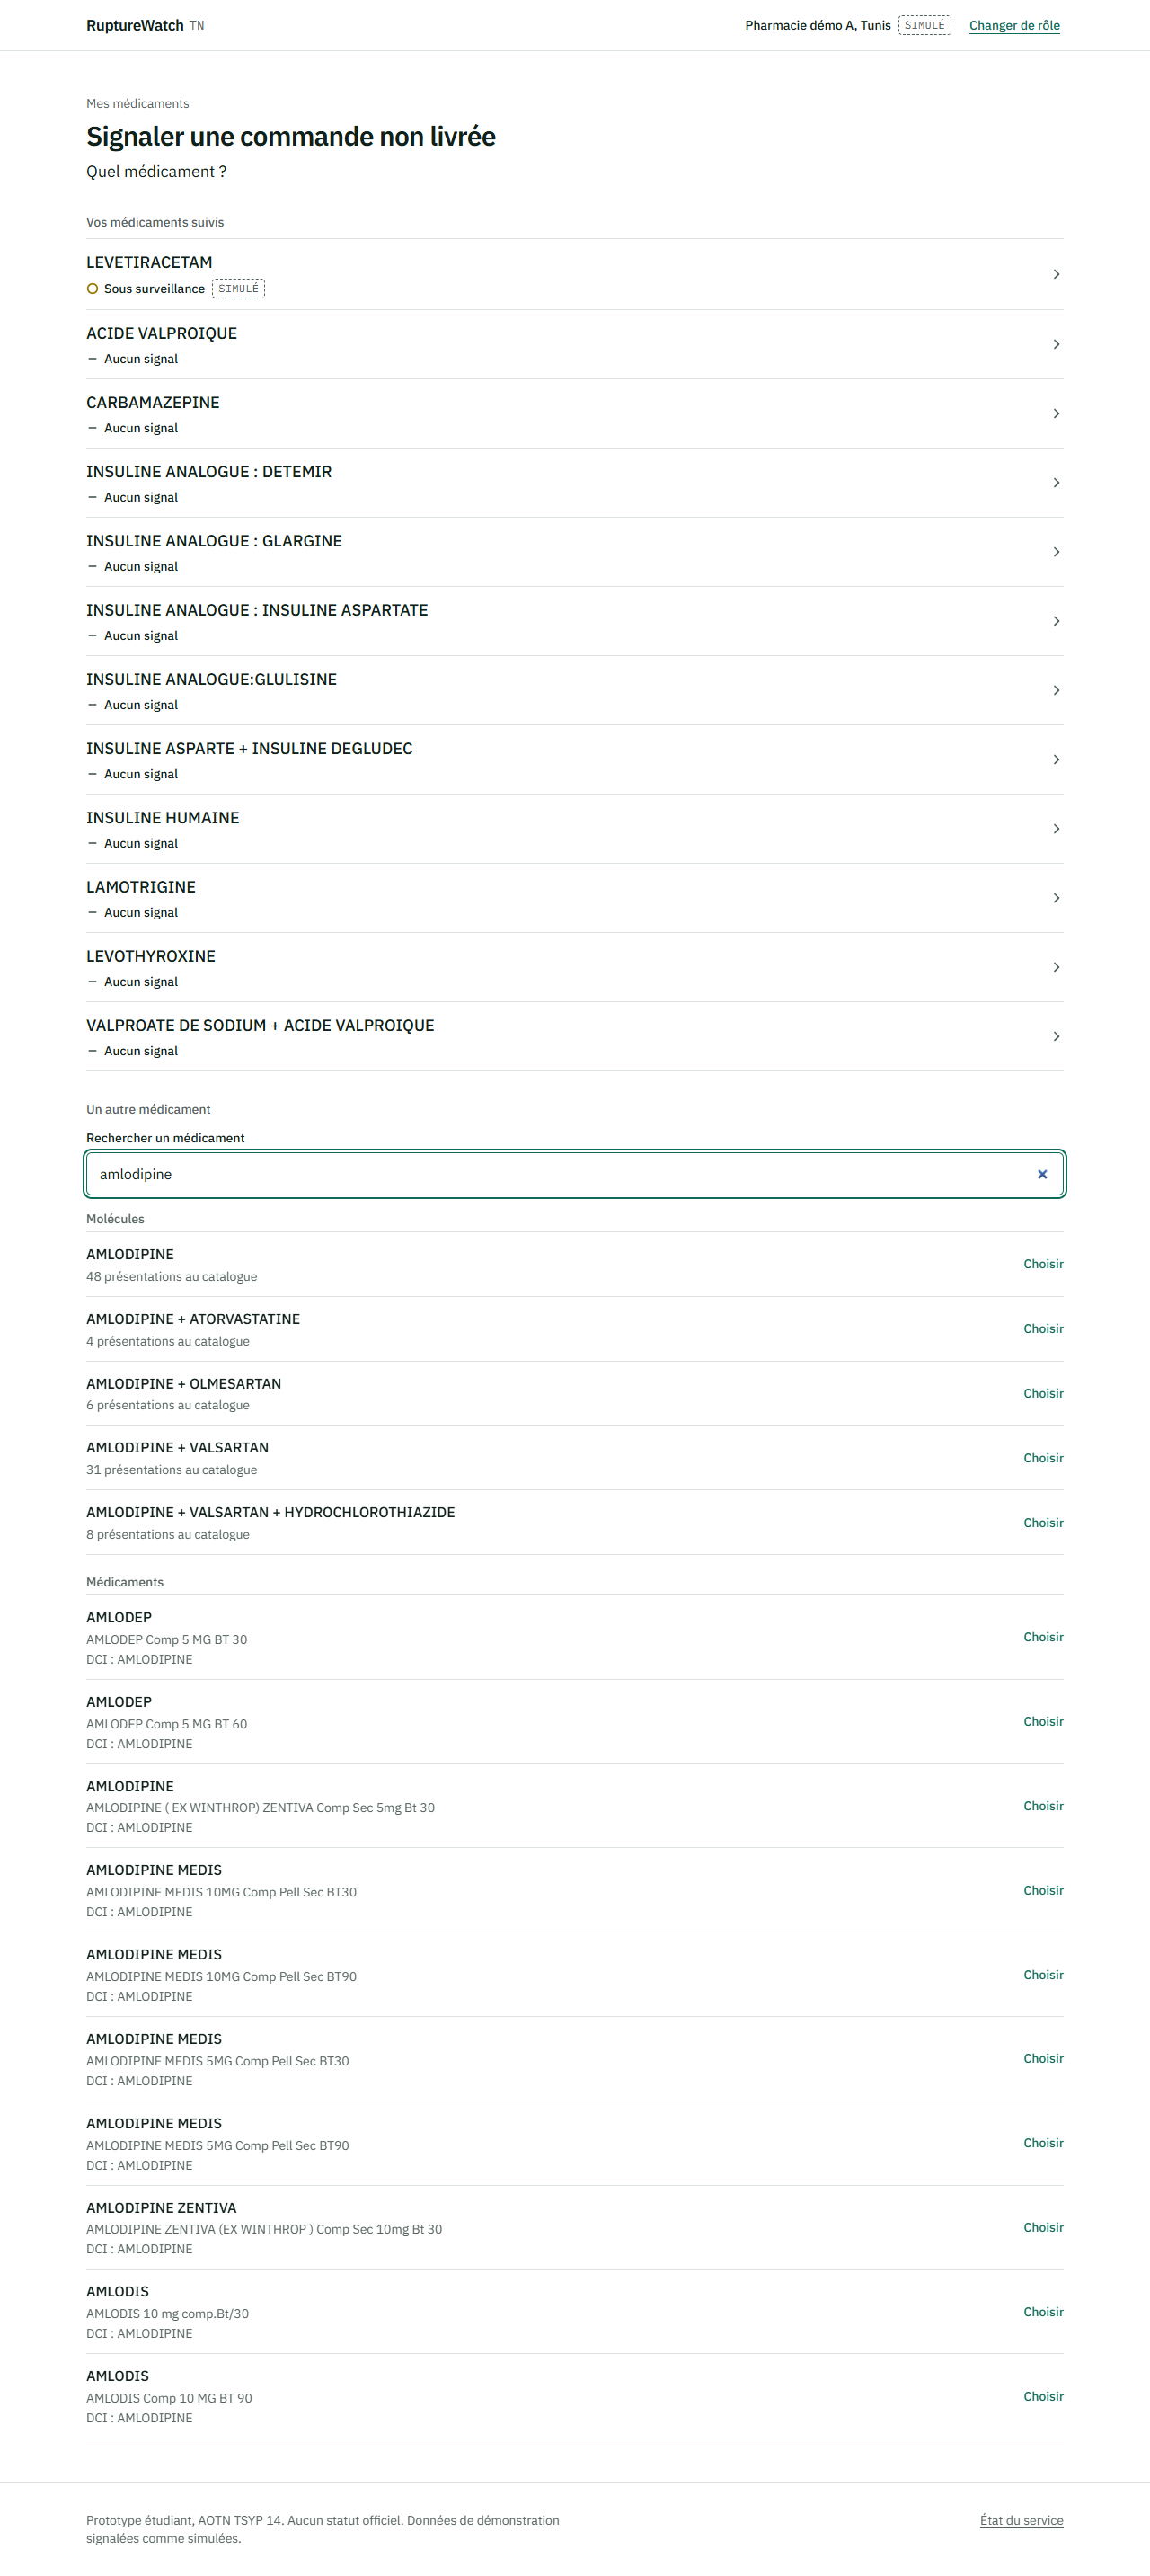 RuptureWatch TN
Pharmacie démo A, Tunis SIMULÉ Changer de rôle
Mes médicaments
Signaler une commande non livrée
Quel médicament ?
Vos médicaments suivis
LEVETIRACETAM
Sous surveillance SIMULÉ
ACIDE VALPROIQUE
– Aucun signal
CARBAMAZEPINE
– Aucun signal
INSULINE ANALOGUE : DETEMIR
– Aucun signal
INSULINE ANALOGUE : GLARGINE
– Aucun signal
INSULINE ANALOGUE : INSULINE ASPARTATE
– Aucun signal
INSULINE ANALOGUE:GLULISINE
– Aucun signal
INSULINE ASPARTE + INSULINE DEGLUDEC
– Aucun signal
INSULINE HUMAINE
– Aucun signal
LAMOTRIGINE
– Aucun signal
LEVOTHYROXINE
– Aucun signal
VALPROATE DE SODIUM + ACIDE VALPROIQUE
– Aucun signal
Un autre médicament
Rechercher un médicament
amlodipine
Molécules
AMLODIPINE
48 présentations au catalogue
Choisir
AMLODIPINE + ATORVASTATINE
4 présentations au catalogue
Choisir
AMLODIPINE + OLMESARTAN
6 présentations au catalogue
Choisir
AMLODIPINE + VALSARTAN
31 présentations au catalogue
Choisir
AMLODIPINE + VALSARTAN + HYDROCHLOROTHIAZIDE
8 présentations au catalogue
Choisir
Médicaments
AMLODEP
AMLODEP Comp 5 MG BT 30
DCI : AMLODIPINE
Choisir
AMLODEP
AMLODEP Comp 5 MG BT 60
DCI : AMLODIPINE
Choisir
AMLODIPINE
AMLODIPINE ( EX WINTHROP) ZENTIVA Comp Sec 5mg Bt 30
DCI : AMLODIPINE
Choisir
AMLODIPINE MEDIS
AMLODIPINE MEDIS 10MG Comp Pell Sec BT30
DCI : AMLODIPINE
Choisir
AMLODIPINE MEDIS
AMLODIPINE MEDIS 10MG Comp Pell Sec BT90
DCI : AMLODIPINE
Choisir
AMLODIPINE MEDIS
AMLODIPINE MEDIS 5MG Comp Pell Sec BT30
DCI : AMLODIPINE
Choisir
AMLODIPINE MEDIS
AMLODIPINE MEDIS 5MG Comp Pell Sec BT90
DCI : AMLODIPINE
Choisir
AMLODIPINE ZENTIVA
AMLODIPINE ZENTIVA (EX WINTHROP ) Comp Sec 10mg Bt 30
DCI : AMLODIPINE
Choisir
AMLODIS
AMLODIS 10 mg comp.Bt/30
DCI : AMLODIPINE
Choisir
AMLODIS
AMLODIS Comp 10 MG BT 90
DCI : AMLODIPINE
Choisir
Prototype étudiant, AOTN TSYP 14. Aucun statut officiel. Données de démonstration
signalées comme simulées.
État du service